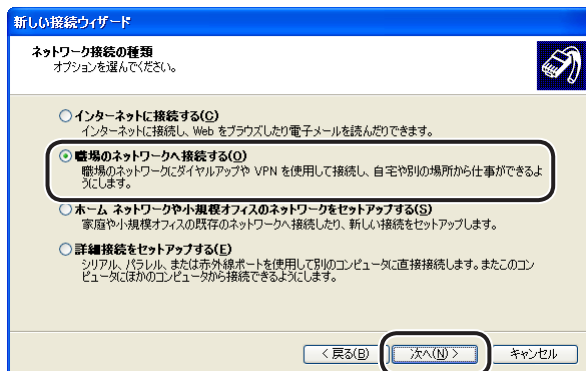 新しい接続ウィザード
ネットワーク接続の種類
オプションを選んでください。
インターネットに接続する(C)
インターネットに接続し、Web をブラウズしたり電子メールを読んだりできます。
職場のネットワークへ接続する(O)
職場のネットワークにダイヤルアップや VPN を使用して接続し、自宅や別の場所から仕事ができるよ
うにします。
ホーム ネットワークや小規模オフィスのネットワークをセットアップする(S)
家庭や小規模オフィスの既存のネットワークへ接続したり、新しい接続をセットアップします。
詳細接続をセットアップする(E)
シリアル、パラレル、または赤外線ポートを使用して別のコンピュータに直接接続します。またこのコン
ピュータにほかのコンピュータから接続できるようにします。
< 戻る(B) 次へ(N) > キャンセル